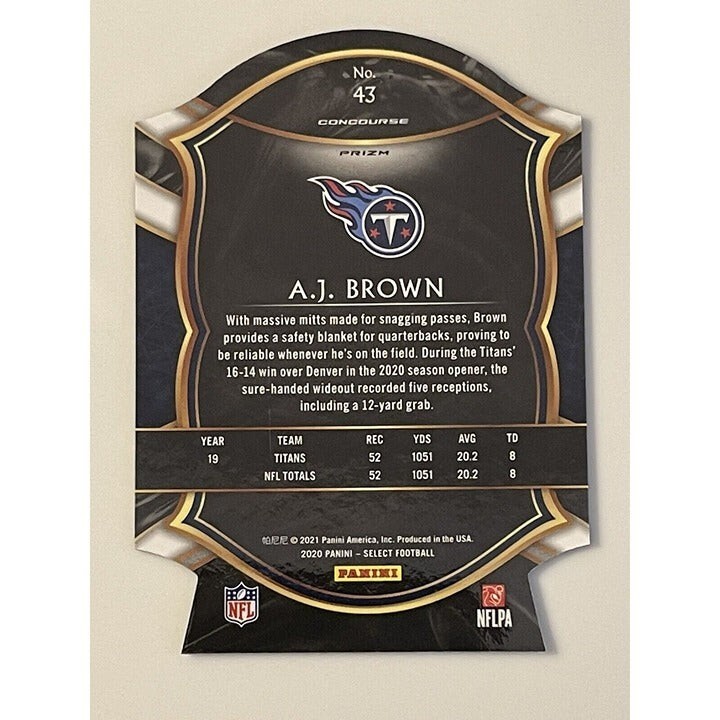 No.
43
CONCOURSE
PRIZM
T
A.J. BROWN
With massive mitts made for snagging passes, Brown
provides a safety blanket for quarterbacks, proving to
be reliable whenever he's on the field. During the Titans'
16-14 win over Denver in the 2020 season opener, the
sure-handed wideout recorded five receptions,
including a 12-yard grab.
YEAR TEAM REC YDS AVG TD
19 TITANS 52 1051 20.2 8
NFL TOTALS 52 1051 20.2 8
帕尼尼 © 2021 Panini America, Inc. Produced in the USA.
2020 PANINI – SELECT FOOTBALL
PANINI
NFL
NFLPA